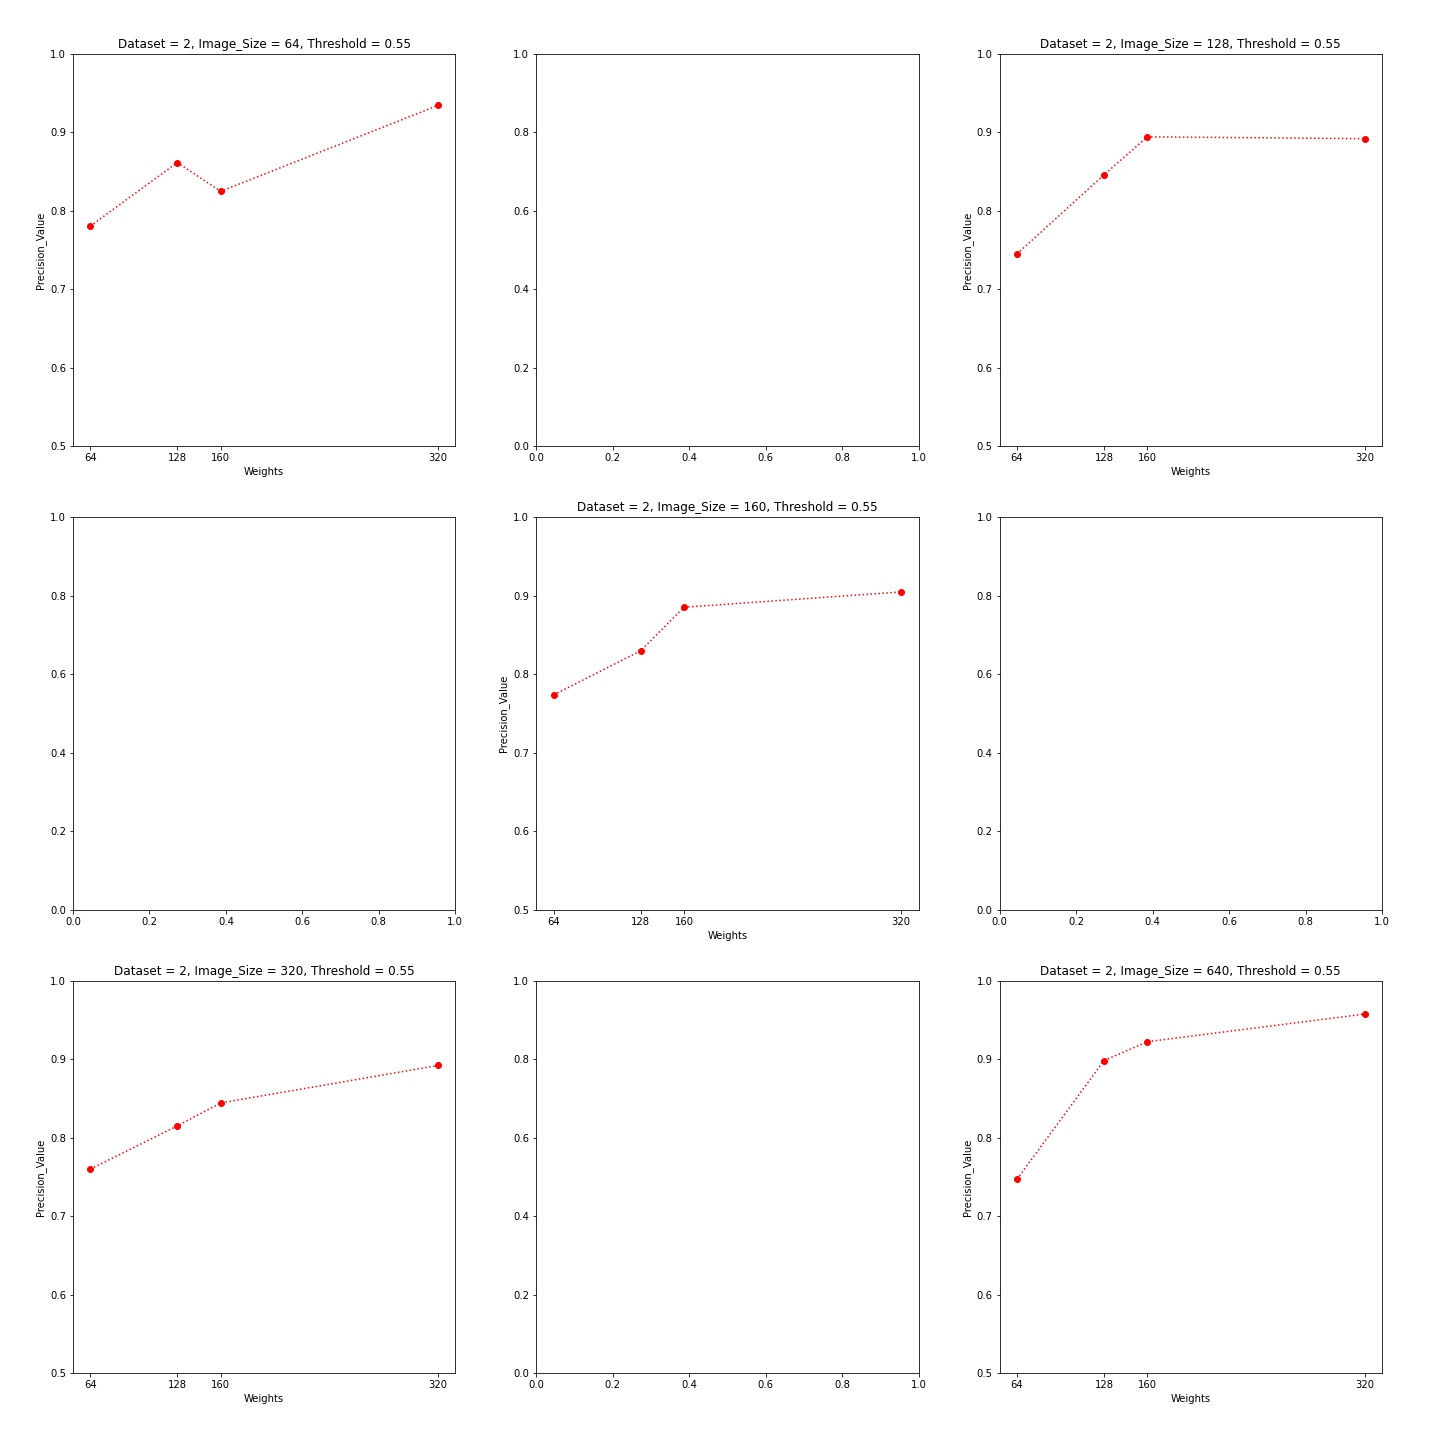 Dataset = 2, Image_Size = 64, Threshold = 0.55
Precision_Value
1.0
0.9
0.8
0.7
0.6
0.5
64 128 160 320
Weights
1.0
0.8
0.6
0.4
0.2
0.0
0.0 0.2 0.4 0.6 0.8 1.0
Dataset = 2, Image_Size = 128, Threshold = 0.55
Precision_Value
1.0
0.9
0.8
0.7
0.6
0.5
64 128 160 320
Weights
1.0
0.8
0.6
0.4
0.2
0.0
0.0 0.2 0.4 0.6 0.8 1.0
Dataset = 2, Image_Size = 160, Threshold = 0.55
Precision_Value
1.0
0.9
0.8
0.7
0.6
0.5
64 128 160 320
Weights
1.0
0.8
0.6
0.4
0.2
0.0
0.0 0.2 0.4 0.6 0.8 1.0
Dataset = 2, Image_Size = 320, Threshold = 0.55
Precision_Value
1.0
0.9
0.8
0.7
0.6
0.5
64 128 160 320
Weights
1.0
0.8
0.6
0.4
0.2
0.0
0.0 0.2 0.4 0.6 0.8 1.0
Dataset = 2, Image_Size = 640, Threshold = 0.55
Precision_Value
1.0
0.9
0.8
0.7
0.6
0.5
64 128 160 320
Weights